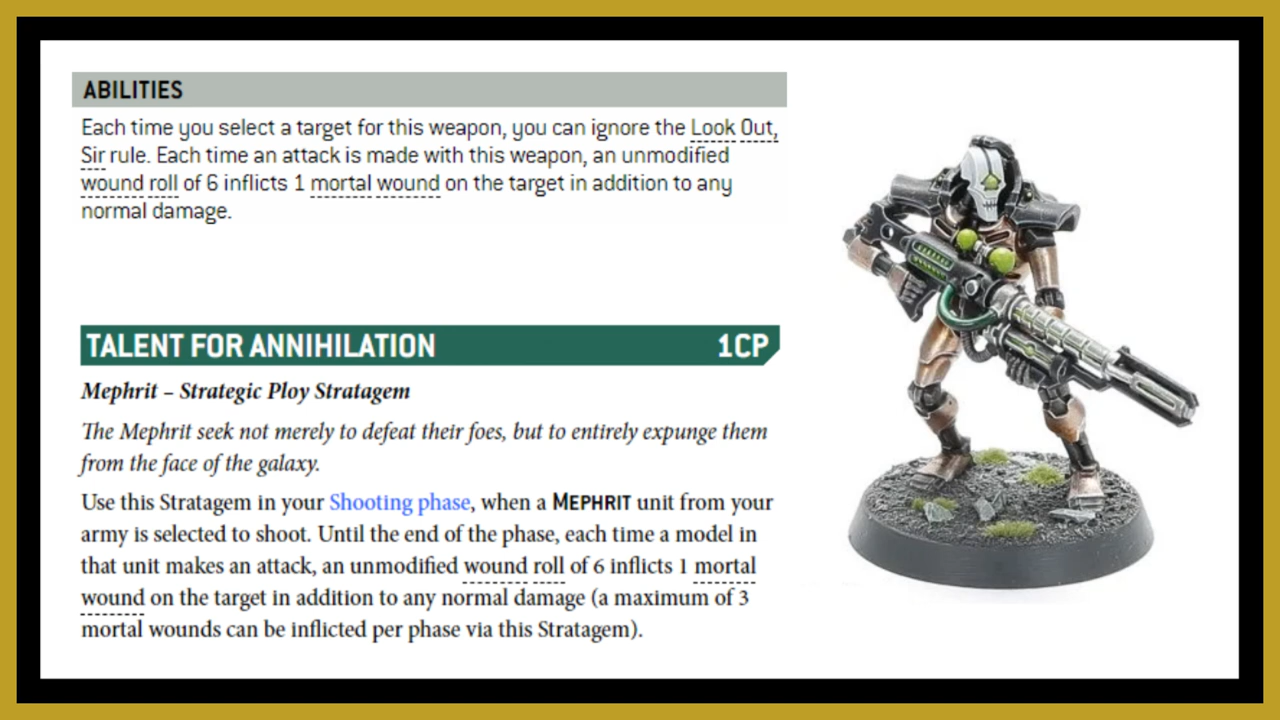 ABILITIES
Each time you select a target for this weapon, you can ignore the Look Out,
Sir rule. Each time an attack is made with this weapon, an unmodified
wound roll of 6 inflicts 1 mortal wound on the target in addition to any
normal damage.
TALENT FOR ANNIHILATION 1CP
Mephrit – Strategic Ploy Stratagem
The Mephrit seek not merely to defeat their foes, but to entirely expunge them
from the face of the galaxy.
Use this Stratagem in your Shooting phase, when a MEPHRIT unit from your
army is selected to shoot. Until the end of the phase, each time a model in
that unit makes an attack, an unmodified wound roll of 6 inflicts 1 mortal
wound on the target in addition to any normal damage (a maximum of 3
mortal wounds can be inflicted per phase via this Stratagem).